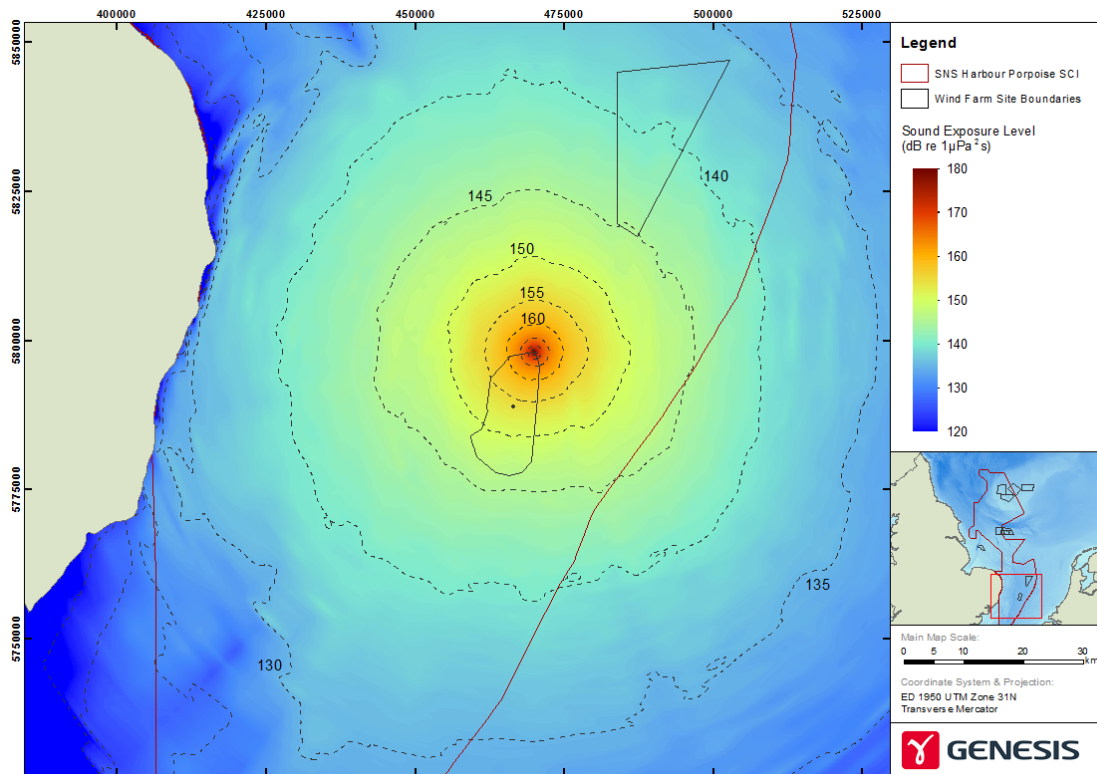 400000 425000 450000 475000 500000 525000
5850000
5825000
5800000
5775000
5750000
140
145
150
155
160
135
130
Legend
SNS Harbour Porpoise SCI
Wind Farm Site Boundaries
Sound Exposure Level
(dB re 1µPa²s)
180
170
160
150
140
130
120
Main Map Scale:
0 5 10 20 30
km
Coordinate System & Projection:
ED 1950 UTM Zone 31N
Transverse Mercator
GENESIS